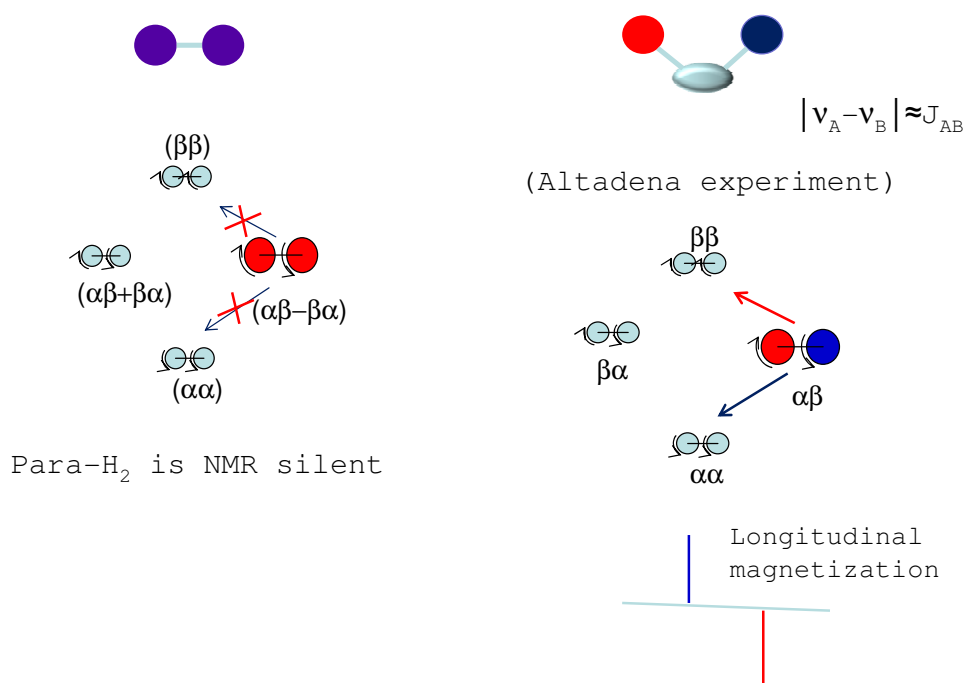 |νA−νB|≈JAB
(Altadena experiment)
(ββ)
(αβ+βα)
(αβ−βα)
(αα)
Para−H2 is NMR silent
ββ
βα
αβ
αα
Longitudinal
magnetization